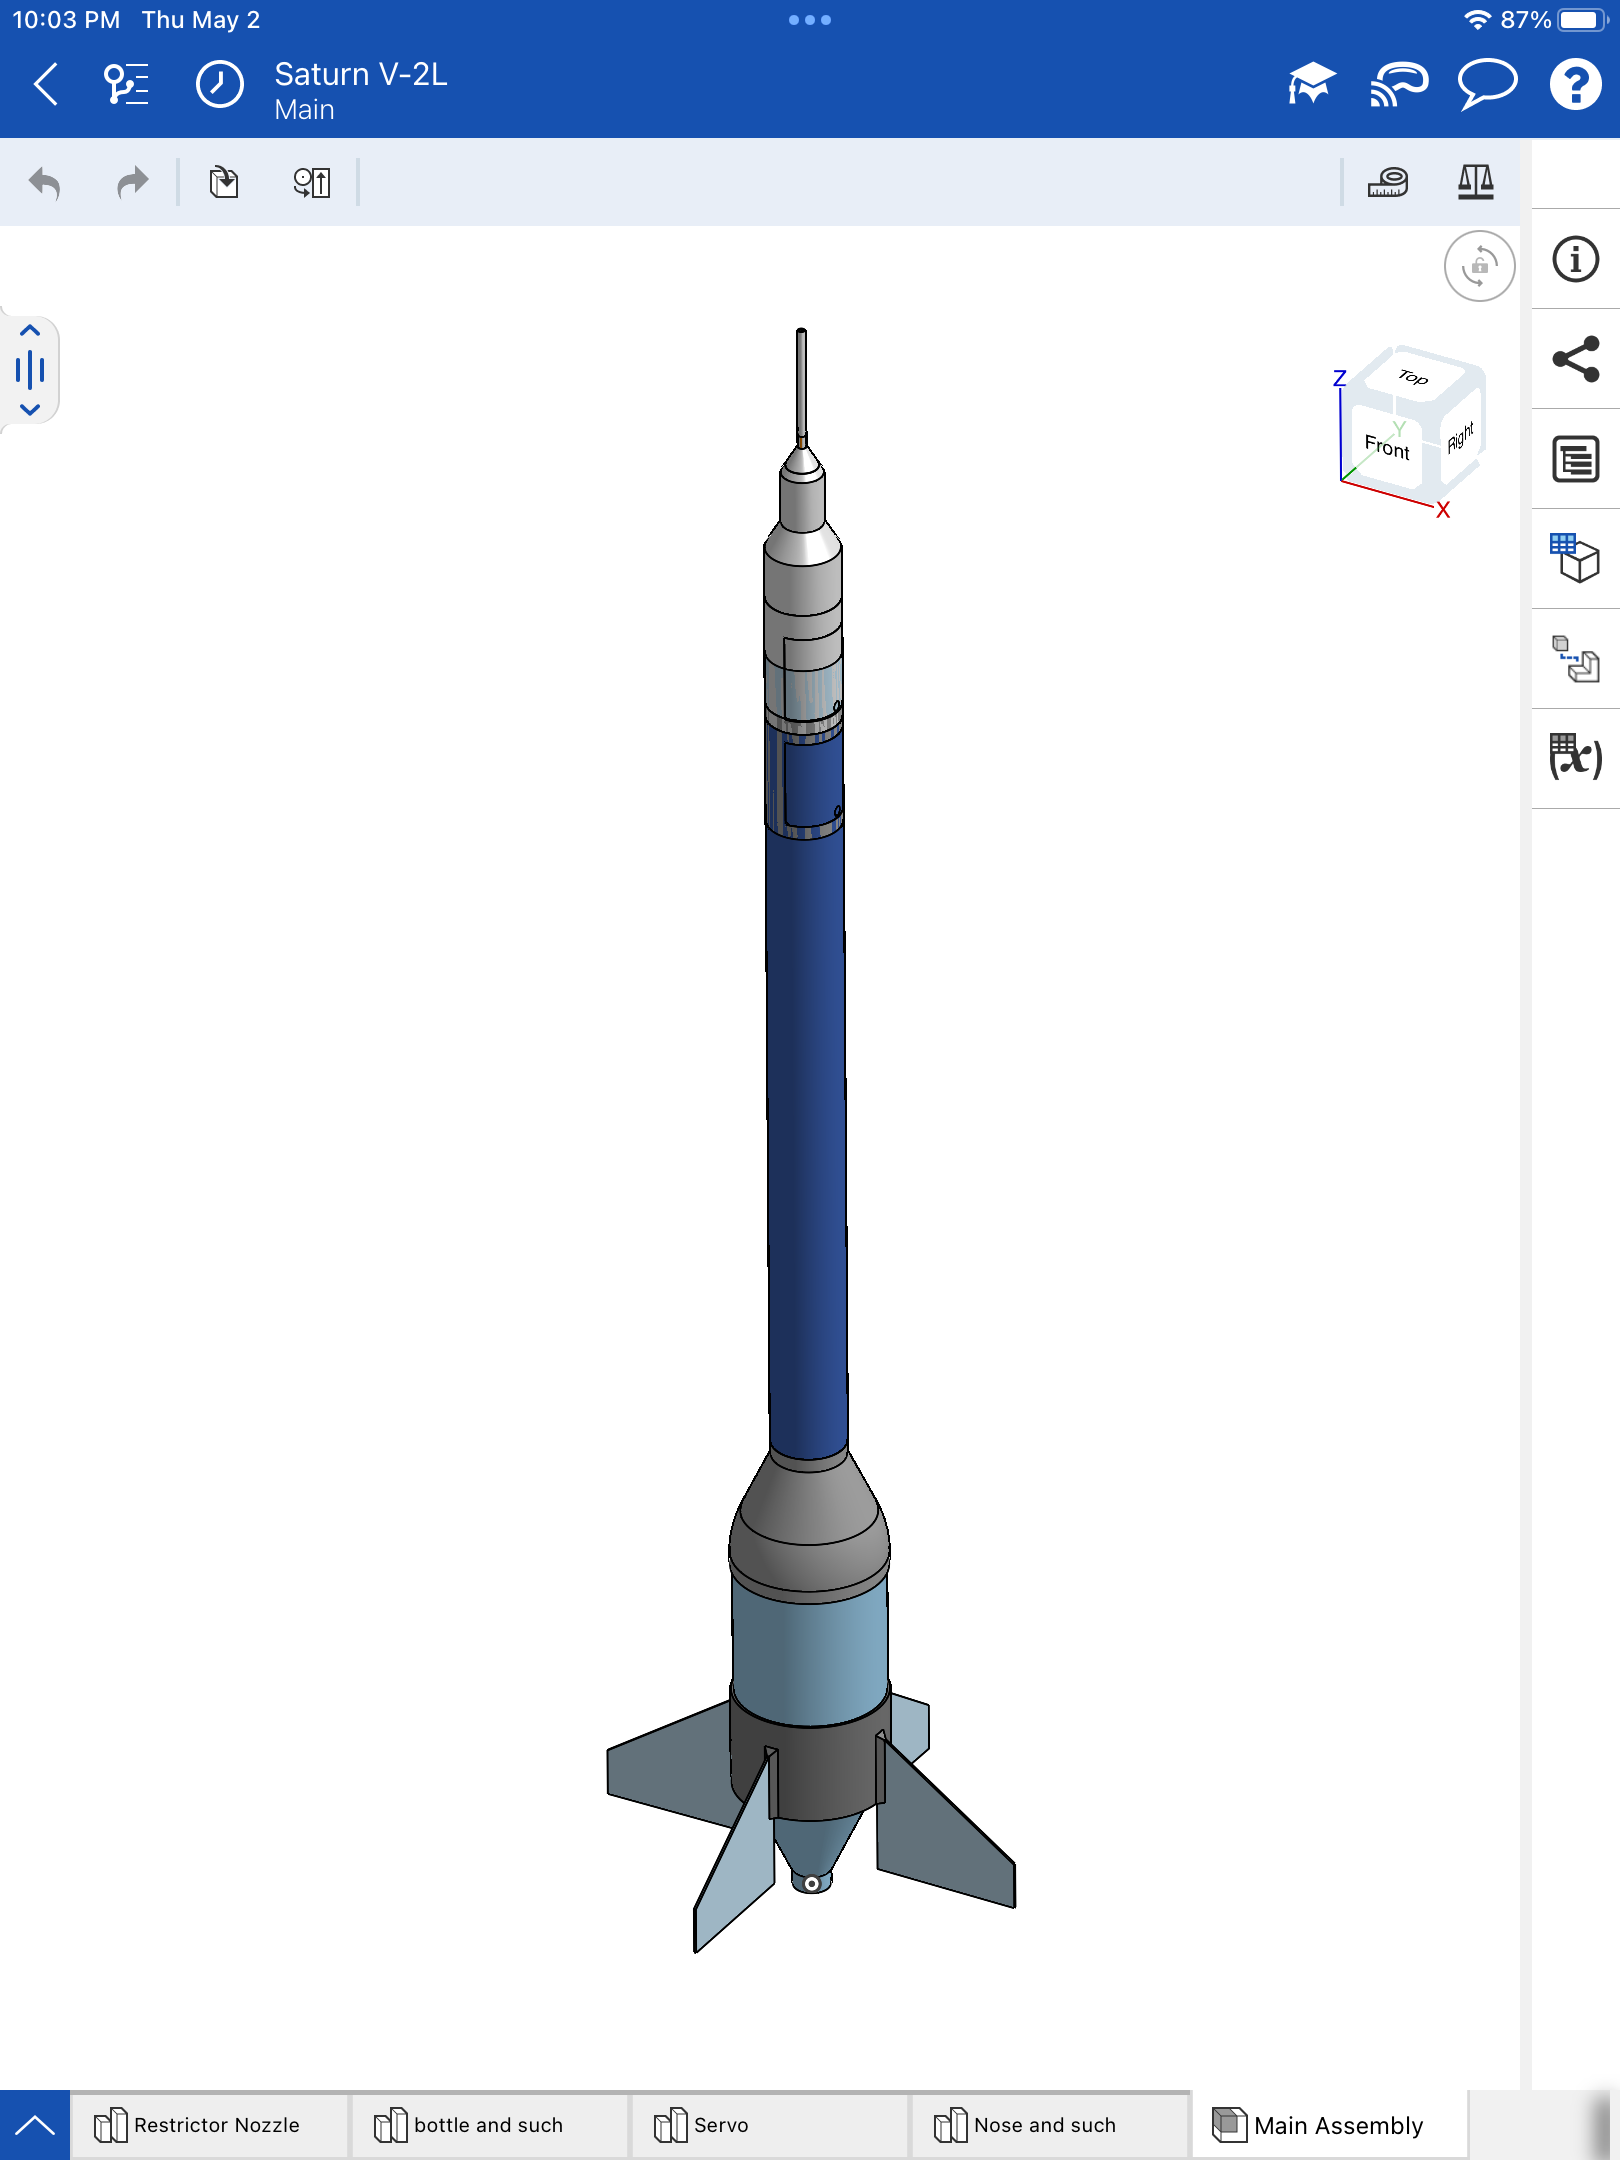 10:03 PM Thu May 2
87%
Saturn V-2L
Main
Top
Front
Right
Z
Y
X
(x)
Restrictor Nozzle
bottle and such
Servo
Nose and such
Main Assembly